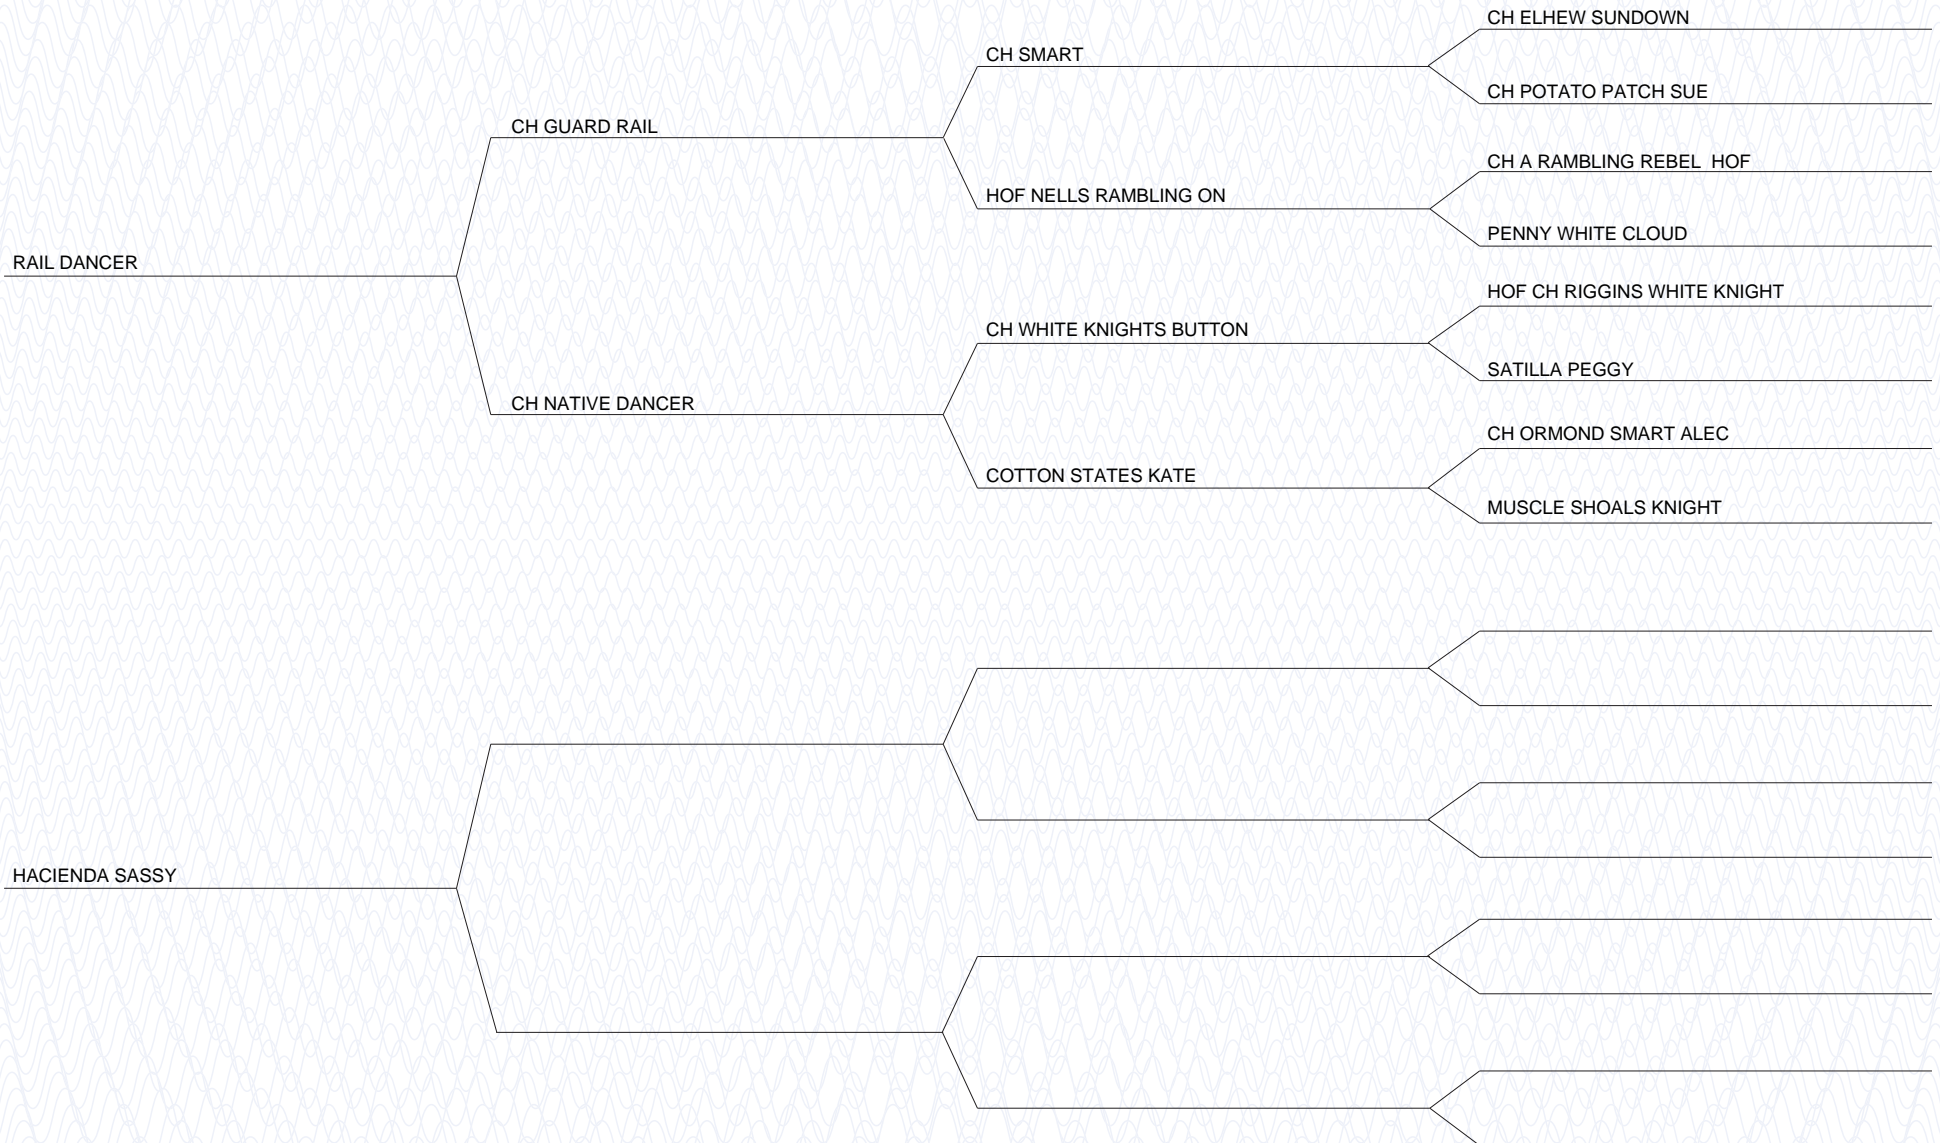 CH ELHEW SUNDOWN
CH SMART
CH POTATO PATCH SUE
CH GUARD RAIL
CH A RAMBLING REBEL  HOF
HOF NELLS RAMBLING ON
PENNY WHITE CLOUD
RAIL DANCER
HOF CH RIGGINS WHITE KNIGHT
CH WHITE KNIGHTS BUTTON
SATILLA PEGGY
CH NATIVE DANCER
CH ORMOND SMART ALEC
COTTON STATES KATE
MUSCLE SHOALS KNIGHT
HACIENDA SASSY